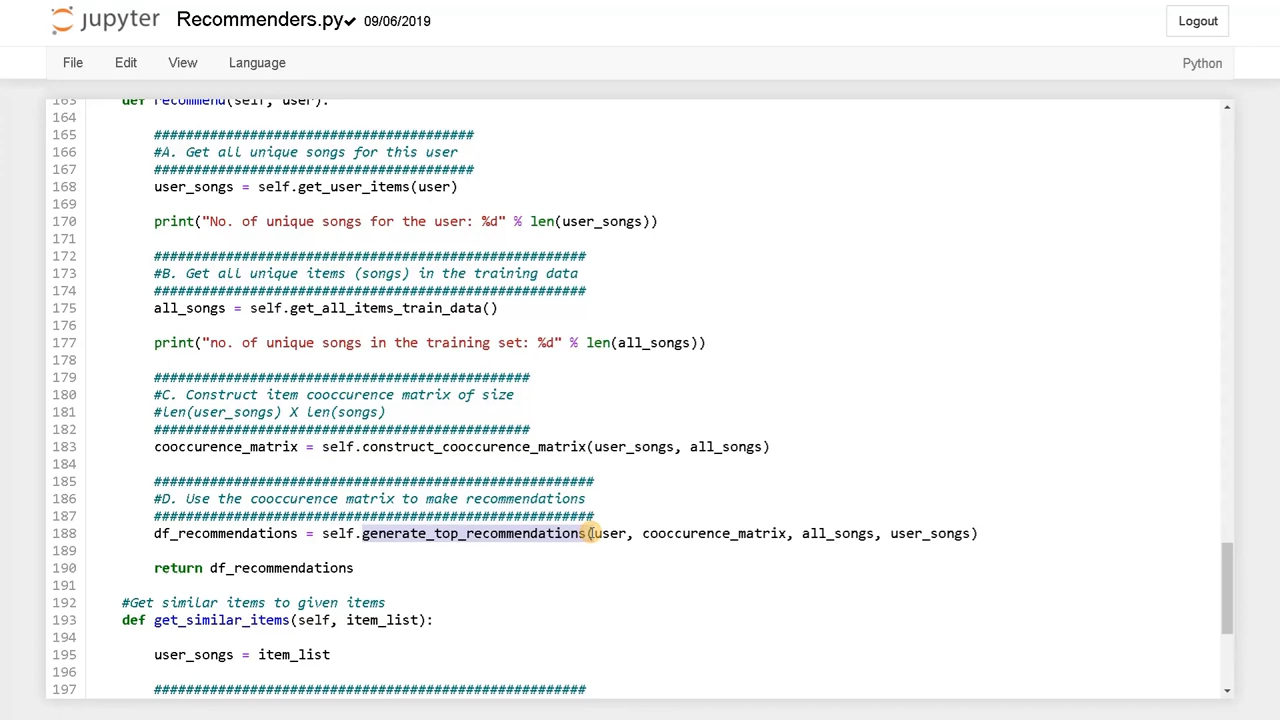 jupyter Recommenders.py 09/06/2019 Logout
File Edit View Language Python
163 def recommend(self, user):
164
165 ########################################
166 #A. Get all unique songs for this user
167 ########################################
168 user_songs = self.get_user_items(user)
169
170 print("No. of unique songs for the user: %d" % len(user_songs))
171
172 ######################################################
173 #B. Get all unique items (songs) in the training data
174 ######################################################
175 all_songs = self.get_all_items_train_data()
176
177 print("no. of unique songs in the training set: %d" % len(all_songs))
178
179 ###############################################
180 #C. Construct item cooccurence matrix of size
181 #len(user_songs) X len(songs)
182 ###############################################
183 cooccurence_matrix = self.construct_cooccurence_matrix(user_songs, all_songs)
184
185 #######################################################
186 #D. Use the cooccurence matrix to make recommendations
187 #######################################################
188 df_recommendations = self.generate_top_recommendations(user, cooccurence_matrix, all_songs, user_songs)
189
190 return df_recommendations
191
192 #Get similar items to given items
193 def get_similar_items(self, item_list):
194
195 user_songs = item_list
196
197 ######################################################